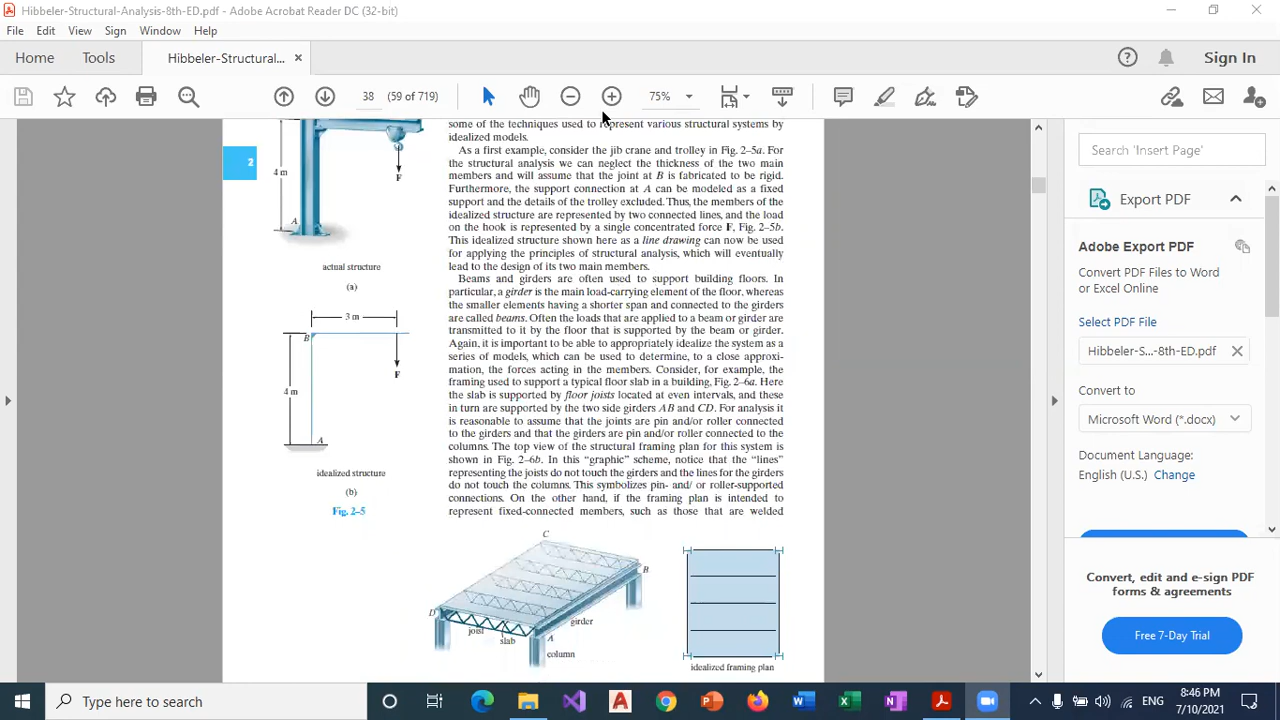 Hibbeler-Structural-Analysis-8th-ED.pdf - Adobe Acrobat Reader DC (32-bit)
File Edit View Sign Window Help
Home Tools Hibbeler-Structural... × Sign In
38 (59 of 719) 75%
some of the techniques used to represent various structural systems by
idealized models.
As a first example, consider the jib crane and trolley in Fig. 2–5a. For
the structural analysis we can neglect the thickness of the two main
members and will assume that the joint at B is fabricated to be rigid.
Furthermore, the support connection at A can be modeled as a fixed
support and the details of the trolley excluded. Thus, the members of the
idealized structure are represented by two connected lines, and the load
on the hook is represented by a single concentrated force F, Fig. 2–5b.
This idealized structure shown here as a line drawing can now be used
for applying the principles of structural analysis, which will eventually
lead to the design of its two main members.
Beams and girders are often used to support building floors. In
particular, a girder is the main load-carrying element of the floor, whereas
the smaller elements having a shorter span and connected to the girders
are called beams. Often the loads that are applied to a beam or girder are
transmitted to it by the floor that is supported by the beam or girder.
Again, it is important to be able to appropriately idealize the system as a
series of models, which can be used to determine, to a close approxi-
mation, the forces acting in the members. Consider, for example, the
framing used to support a typical floor slab in a building, Fig. 2–6a. Here
the slab is supported by floor joists located at even intervals, and these
in turn are supported by the two side girders AB and CD. For analysis it
is reasonable to assume that the joints are pin and/or roller connected
to the girders and that the girders are pin and/or roller connected to the
columns. The top view of the structural framing plan for this system is
shown in Fig. 2–6b. In this “graphic” scheme, notice that the “lines”
representing the joists do not touch the girders and the lines for the girders
do not touch the columns. This symbolizes pin- and/ or roller-supported
connections. On the other hand, if the framing plan is intended to
represent fixed-connected members, such as those that are welded
2
4 m
F
A
actual structure
(a)
3 m
B
4 m
F
A
idealized structure
(b)
Fig. 2–5
C
B
D
joist
slab
A
girder
column
idealized framing plan
Search 'Insert Page'
Export PDF
Adobe Export PDF
Convert PDF Files to Word
or Excel Online
Select PDF File
Hibbeler-S...-8th-ED.pdf
Convert to
Microsoft Word (*.docx)
Document Language:
English (U.S.) Change
Convert, edit and e-sign PDF
forms & agreements
Free 7-Day Trial
Type here to search
ENG
8:46 PM
7/10/2021